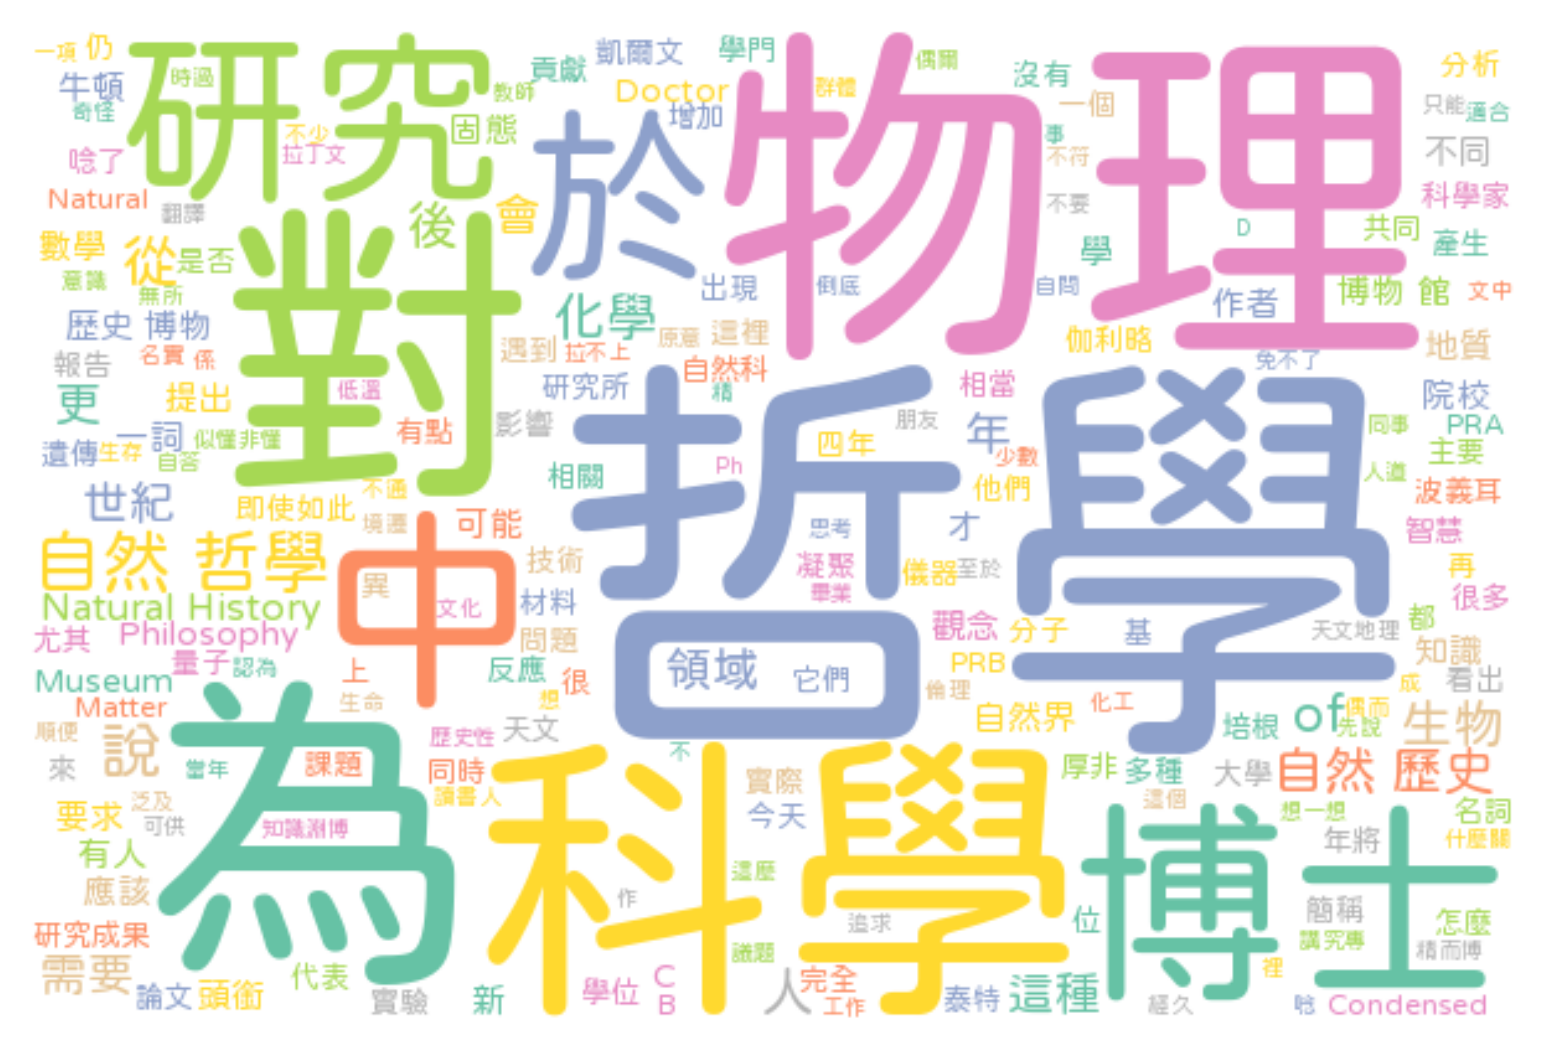 一項 仍 研究 時過 貢獻 凱爾文 學門 物理 偶爾 沒有 分析
牛頓 教師 Doctor 群體 一個 只能 適合
奇怪 不少 固態 於 增加 事 不同
唸了 拉丁文 不符
Natural 翻譯 後 會 不要 科學家
數學 從 是否 對 學 D 共同 產生
意識 無所 出現 倒底 自問 作者 博物 館 文中
歷史 博物 化學 原意 這裡 伽利略 地質
報告 名實 係 遇到 拉不上 自然科 免不了
更 提出 低溫 研究所 精 哲學 相當 院校
一詞 似懂非懂 有點 影響 朋友 年 同事 PRA
遺傳 生存 自答 相關 Ph 四年 少數 人道 主要
世紀 即使如此 不通 他們 波義耳
境遷 可能 思考 才 智慧
自然 哲學 中 異 技術 凝聚 儀器 至於 再
Natural History 文化 材料 畢業 很多
尤其 Philosophy 問題 觀念 分子 基 天文地理 都
量子 認為 反應 領域 它們 PRB 知識
Museum 上 很 倫理 成 看出
Matter 生命 想 化工 偶而
順便 說 歷史性 天文 自然界 培根 of 先說 生物
來 為 當年 課題 同時 科學 不 厚非 多種 大學 自然 歷史
讀書人 實際 這個
要求 泛及 可供 知識淵博 今天 博士 想一想 名詞
有人 年將 什麼關
應該 作 這麼
研究成果 追求 位 簡稱 怎麼
議題 講究專 精而博
需要 代表 學位 C 人 完全 這種 裡
論文 頭銜 實驗 新 B 工作 泰特 經久 唸 Condensed